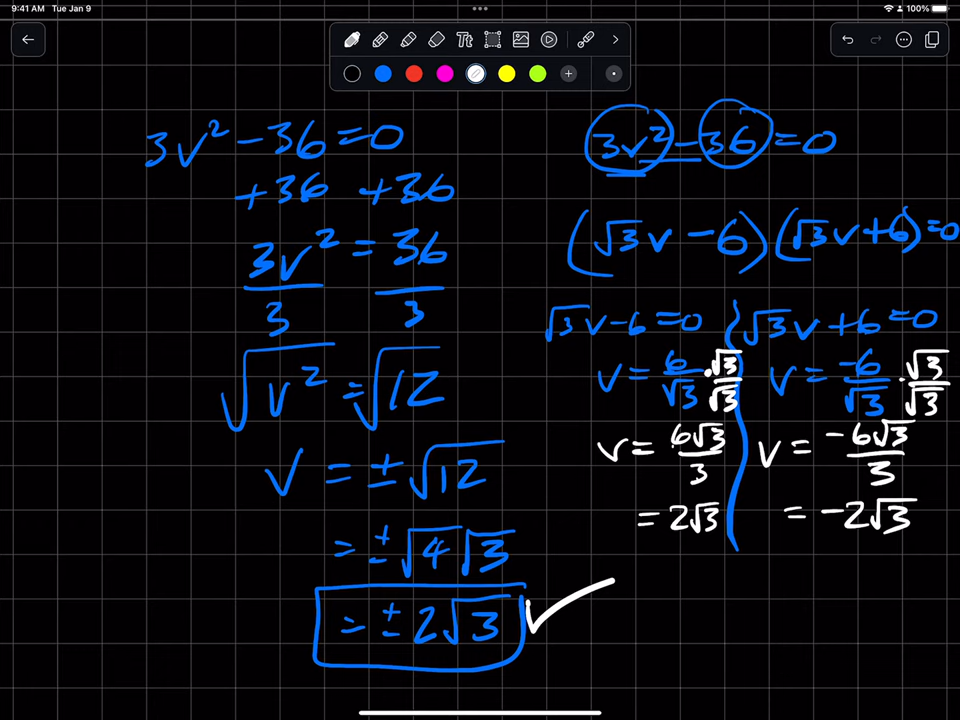 9:41 AM Tue Jan 9
100%
Tt
3v² - 36 = 0
+36 +36
3v² = 36
3 3
√v² = √12
v = ±√12
= ±√4√3
= ±2√3
3v² - 36 = 0
(√3v - 6)(√3v + 6) = 0
√3v - 6 = 0
v = 6/√3 · √3/√3
v = 6√3/3
= 2√3
√3v + 6 = 0
v = -6/√3 · √3/√3
v = -6√3/3
= -2√3